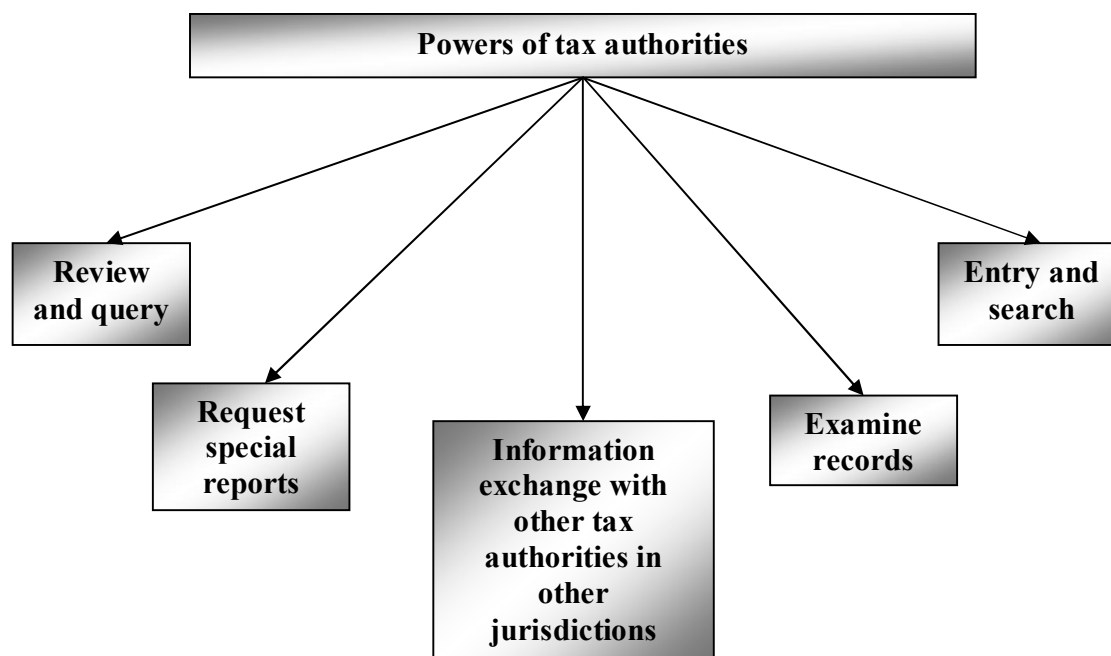 Powers of tax authorities
Review
and query
Entry and
search
Request
special
reports
Examine
records
Information
exchange with
other tax
authorities in
other
jurisdictions